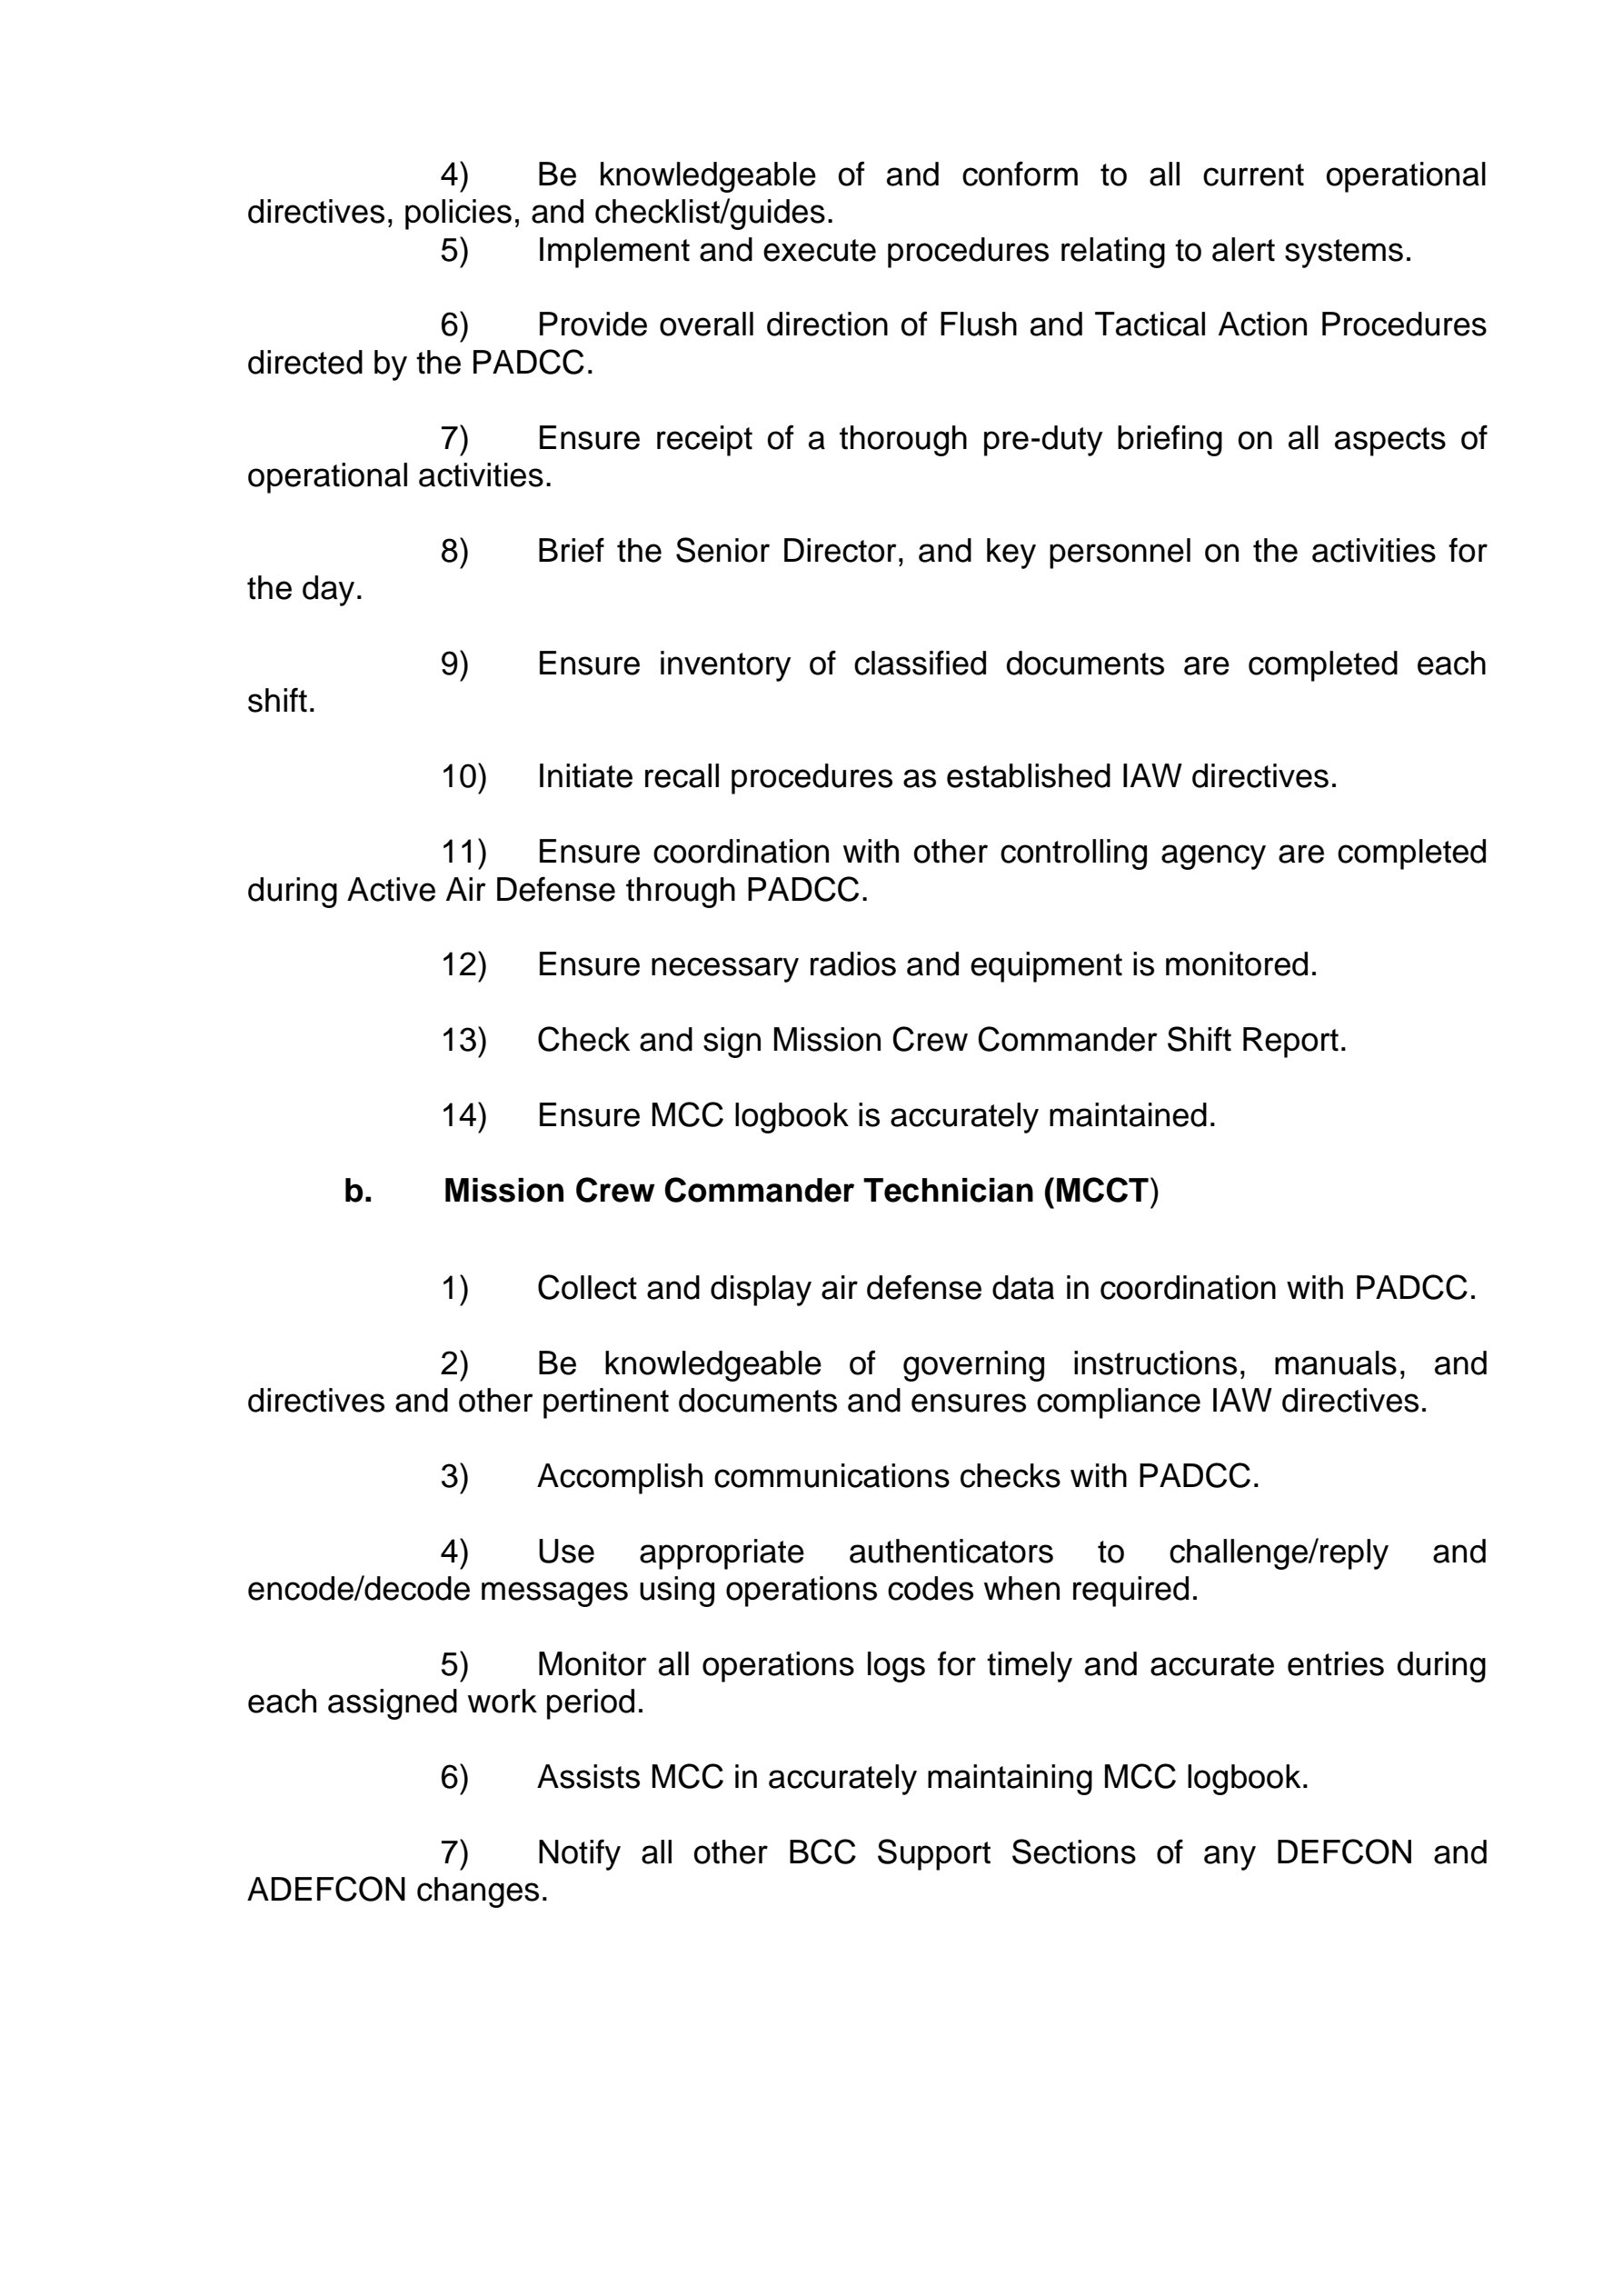 4) Be knowledgeable of and conform to all current operational
directives, policies, and checklist/guides.
5) Implement and execute procedures relating to alert systems.
6) Provide overall direction of Flush and Tactical Action Procedures
directed by the PADCC.
7) Ensure receipt of a thorough pre-duty briefing on all aspects of
operational activities.
8) Brief the Senior Director, and key personnel on the activities for
the day.
9) Ensure inventory of classified documents are completed each
shift.
10) Initiate recall procedures as established IAW directives.
11) Ensure coordination with other controlling agency are completed
during Active Air Defense through PADCC.
12) Ensure necessary radios and equipment is monitored.
13) Check and sign Mission Crew Commander Shift Report.
14) Ensure MCC logbook is accurately maintained.
b. Mission Crew Commander Technician (MCCT)
1) Collect and display air defense data in coordination with PADCC.
2) Be knowledgeable of governing instructions, manuals, and
directives and other pertinent documents and ensures compliance IAW directives.
3) Accomplish communications checks with PADCC.
4) Use appropriate authenticators to challenge/reply and
encode/decode messages using operations codes when required.
5) Monitor all operations logs for timely and accurate entries during
each assigned work period.
6) Assists MCC in accurately maintaining MCC logbook.
7) Notify all other BCC Support Sections of any DEFCON and
ADEFCON changes.